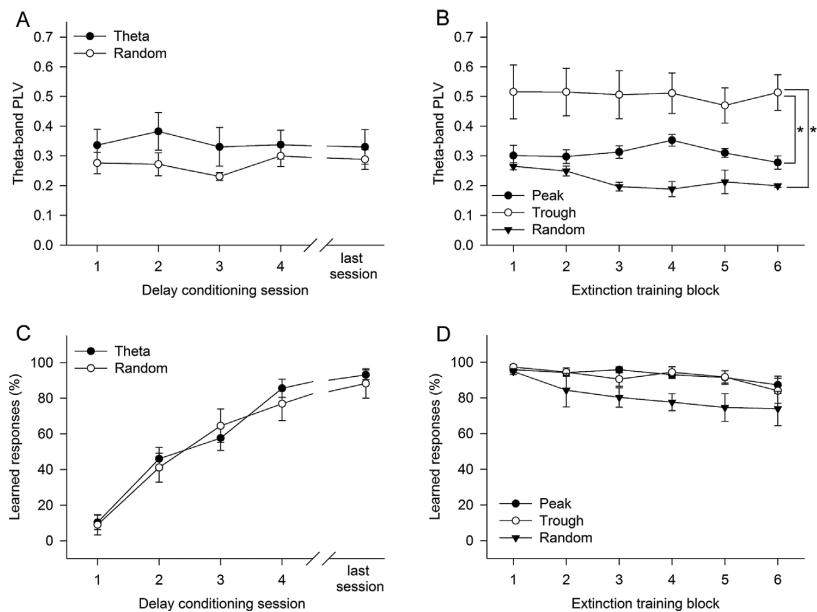 A
Theta
Random
Theta-band PLV
0.7
0.6
0.5
0.4
0.3
0.2
0.1
0.0
1 2 3 4 last
session
Delay conditioning session
B
Theta-band PLV
0.7
0.6
0.5
0.4
0.3
0.2
0.1
0.0
* *
Peak
Trough
Random
1 2 3 4 5 6
Extinction training block
C
Theta
Random
Learned responses (%)
100
80
60
40
20
0
1 2 3 4 last
session
Delay conditioning session
D
Learned responses (%)
100
80
60
40
20
0
Peak
Trough
Random
1 2 3 4 5 6
Extinction training block